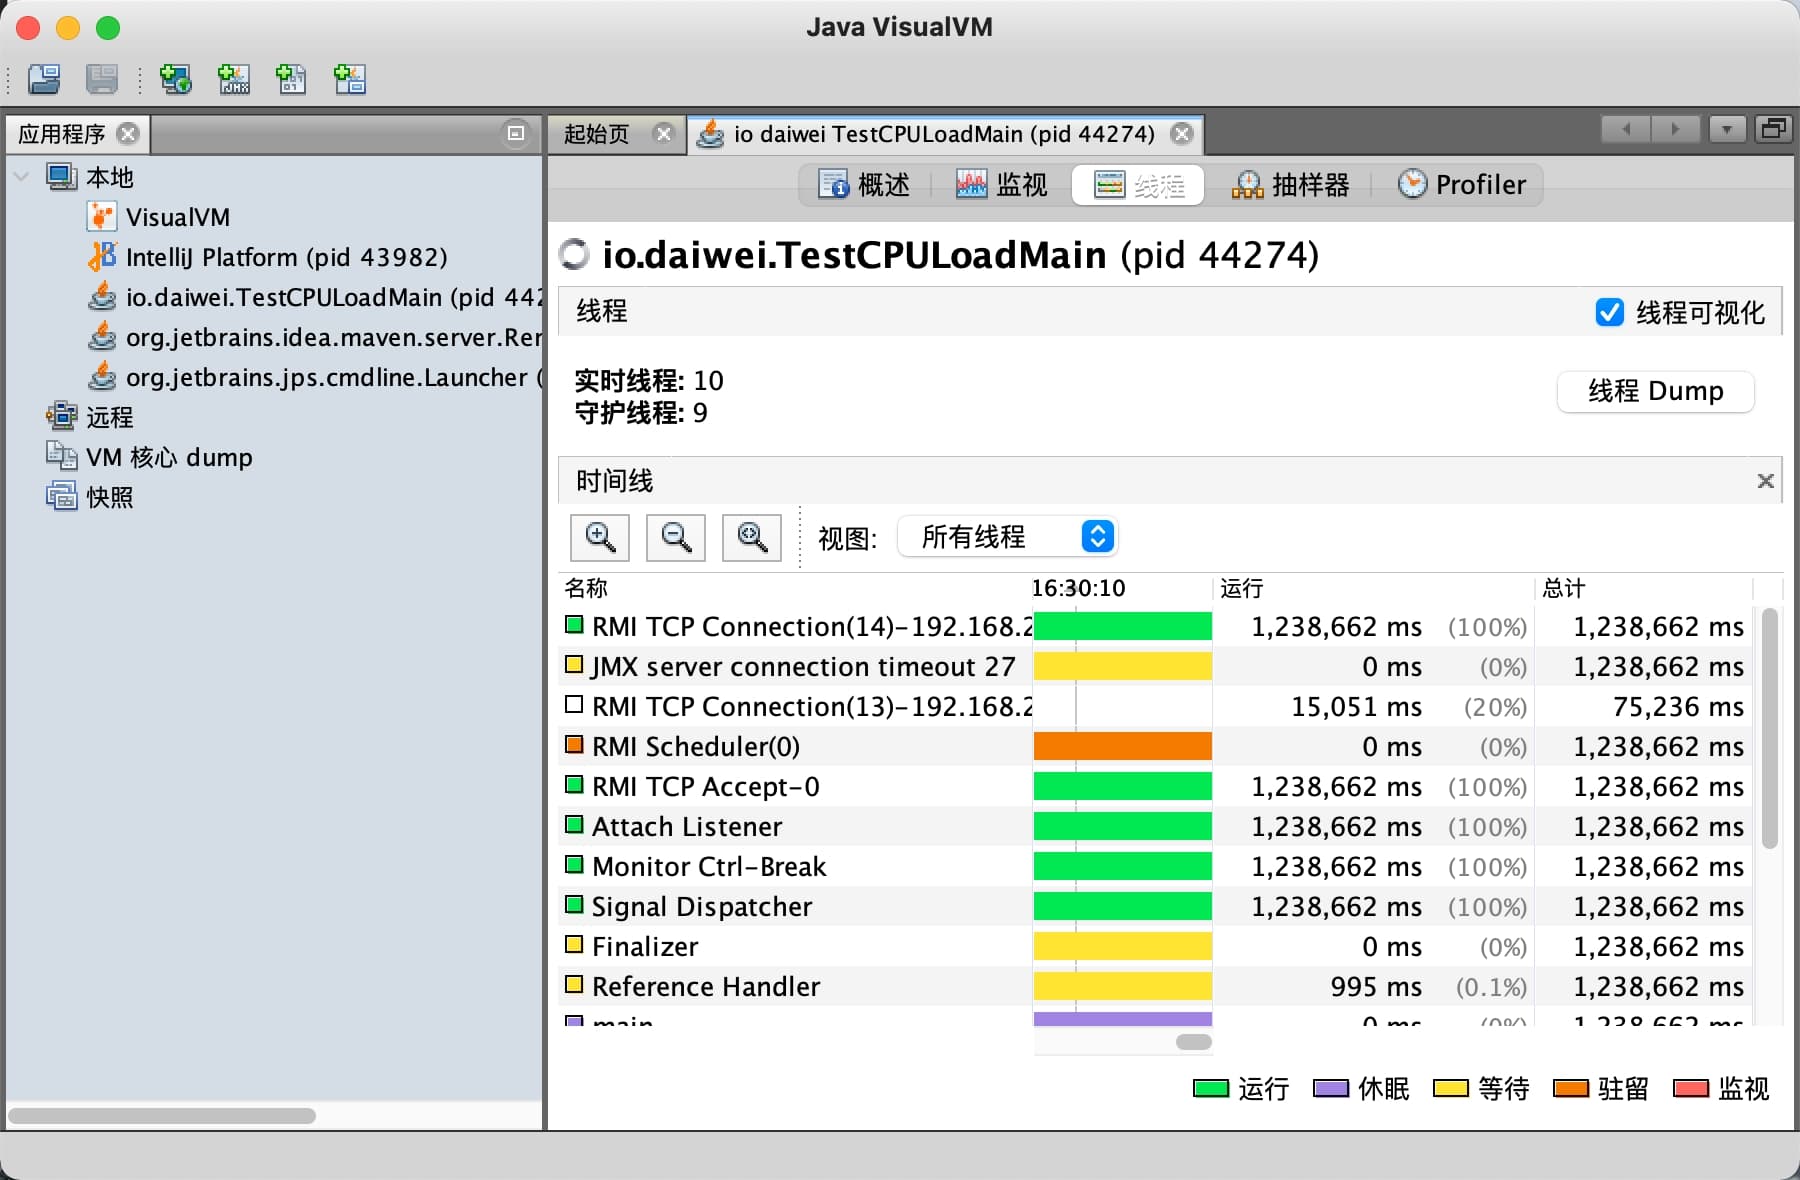 Java VisualVM
应用程序
起始页
io daiwei TestCPULoadMain (pid 44274)
本地
VisualVM
IntelliJ Platform (pid 43982)
io.daiwei.TestCPULoadMain (pid 442
org.jetbrains.idea.maven.server.Rer
org.jetbrains.jps.cmdline.Launcher (
远程
VM 核心 dump
快照
概述
监视
线程
抽样器
Profiler
io.daiwei.TestCPULoadMain (pid 44274)
线程
线程可视化
实时线程: 10
守护线程: 9
线程 Dump
时间线
视图: 所有线程
名称 16:30:10 运行 总计
RMI TCP Connection(14)-192.168.2 1,238,662 ms (100%) 1,238,662 ms
JMX server connection timeout 27 0 ms (0%) 1,238,662 ms
RMI TCP Connection(13)-192.168.2 15,051 ms (20%) 75,236 ms
RMI Scheduler(0) 0 ms (0%) 1,238,662 ms
RMI TCP Accept-0 1,238,662 ms (100%) 1,238,662 ms
Attach Listener 1,238,662 ms (100%) 1,238,662 ms
Monitor Ctrl-Break 1,238,662 ms (100%) 1,238,662 ms
Signal Dispatcher 1,238,662 ms (100%) 1,238,662 ms
Finalizer 0 ms (0%) 1,238,662 ms
Reference Handler 995 ms (0.1%) 1,238,662 ms
main 0 ms (0%) 1,238,662 ms
运行 休眠 等待 驻留 监视